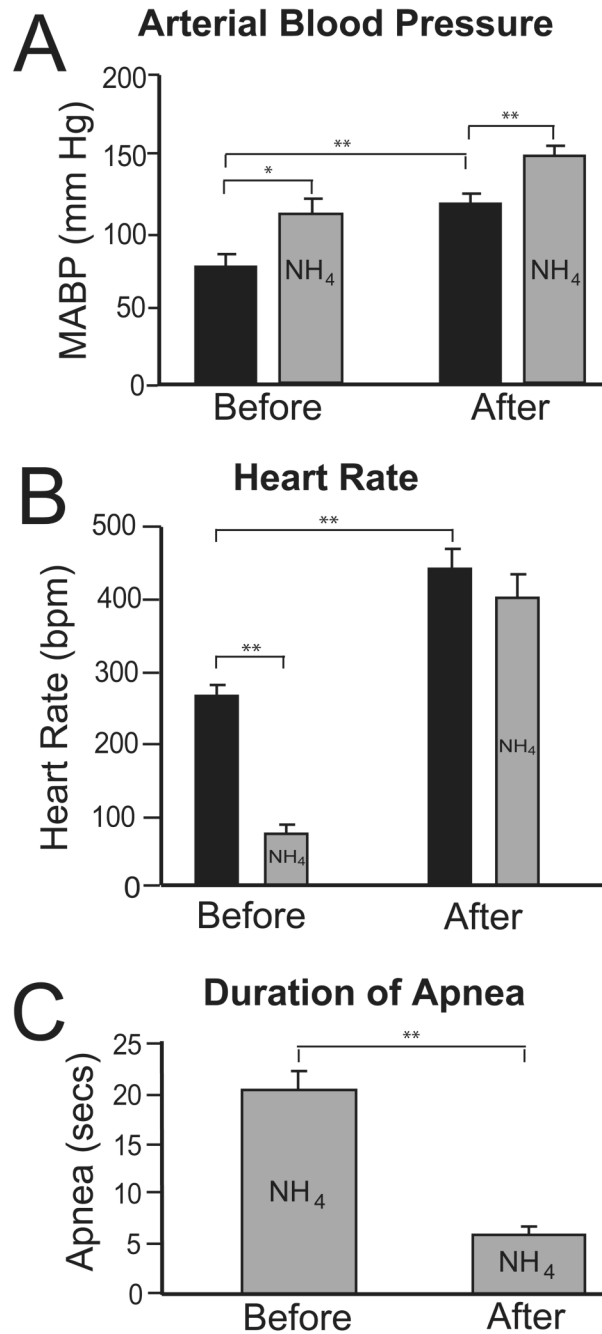 A
Arterial Blood Pressure
MABP (mm Hg)
200
150
100
50
0
**
**
*
NH4
NH4
Before
After
B
Heart Rate
Heart Rate (bpm)
500
400
300
200
100
0
**
**
NH4
NH4
Before
After
C
Duration of Apnea
Apnea (secs)
25
20
15
10
5
0
**
NH4
NH4
Before
After